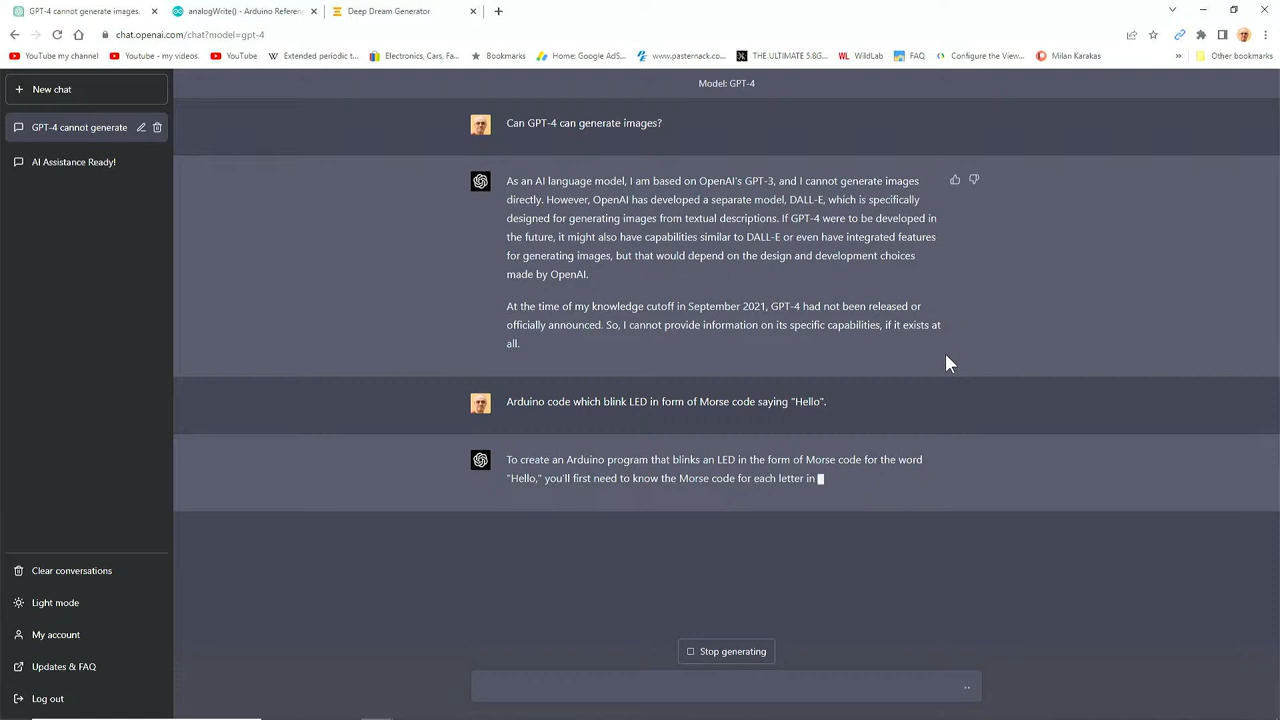 GPT-4 cannot generate images.
analogWrite() - Arduino Referen
Deep Dream Generator
chat.openai.com/chat?model=gpt-4
YouTube my channel
Youtube - my videos.
YouTube
Extended periodic t
Electronics, Cars, Fa...
Bookmarks
Home: Google AdS...
www.pasternack.co...
THE ULTIMATE 5.8G...
WildLab
FAQ
Configure the View...
Milan Karakas
»
Other bookmarks
New chat
GPT-4 cannot generate
AI Assistance Ready!
Model: GPT-4
Can GPT-4 can generate images?
As an AI language model, I am based on OpenAI's GPT-3, and I cannot generate images
directly. However, OpenAI has developed a separate model, DALL-E, which is specifically
designed for generating images from textual descriptions. If GPT-4 were to be developed in
the future, it might also have capabilities similar to DALL-E or even have integrated features
for generating images, but that would depend on the design and development choices
made by OpenAI.
At the time of my knowledge cutoff in September 2021, GPT-4 had not been released or
officially announced. So, I cannot provide information on its specific capabilities, if it exists at
all.
Arduino code which blink LED in form of Morse code saying "Hello".
To create an Arduino program that blinks an LED in the form of Morse code for the word
"Hello," you'll first need to know the Morse code for each letter in
Clear conversations
Light mode
My account
Updates & FAQ
Log out
Stop generating